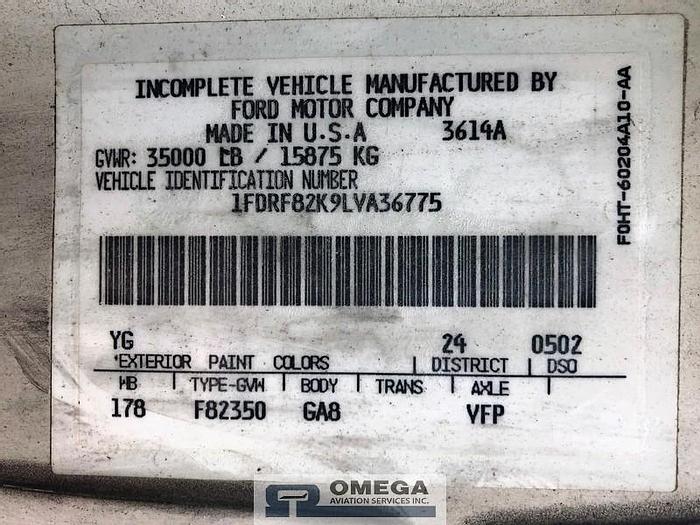 INCOMPLETE VEHICLE MANUFACTURED BY
FORD MOTOR COMPANY
MADE IN U.S.A 3614A
GVWR: 35000 LB / 15875 KG
VEHICLE IDENTIFICATION NUMBER
1FDRF82K9LVA36775
F0HT-60204A10-AA
YG 24 0502
EXTERIOR PAINT COLORS | DISTRICT | DSO
WB | TYPE-GVW | BODY | TRANS | AXLE |
178 F82350 GA8 VFP
OMEGA
AVIATION SERVICES INC.